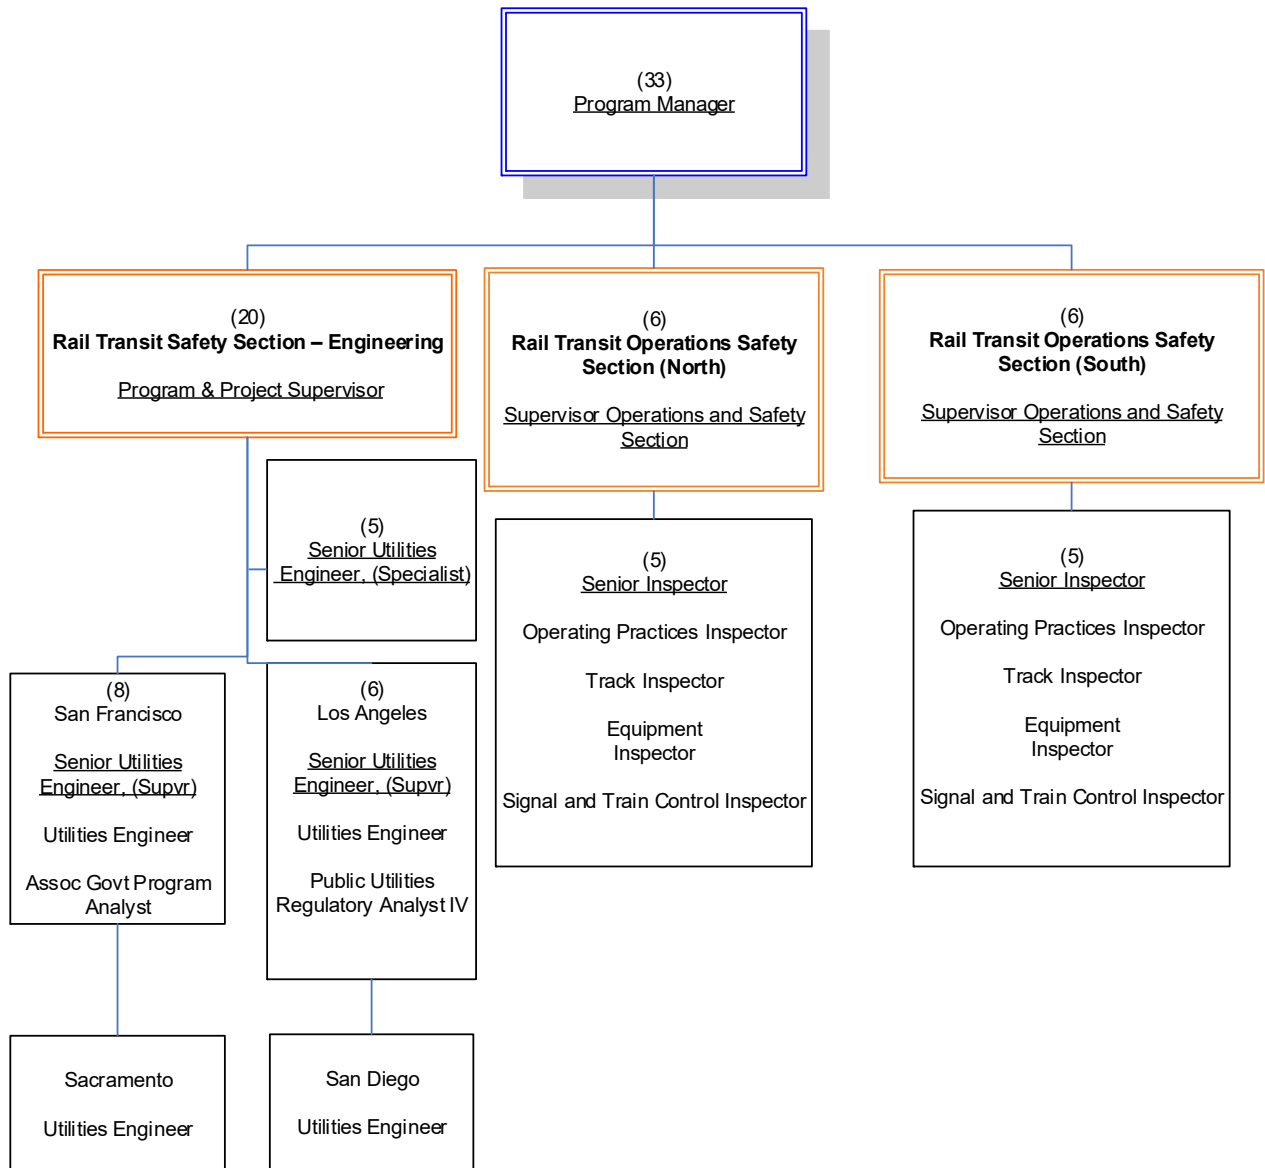 (33)
Program Manager
(20)
Rail Transit Safety Section – Engineering
Program & Project Supervisor
(6)
Rail Transit Operations Safety
Section (North)
Supervisor Operations and Safety
Section
(6)
Rail Transit Operations Safety
Section (South)
Supervisor Operations and Safety
Section
(5)
Senior Utilities
Engineer, (Specialist)
(5)
Senior Inspector
Operating Practices Inspector
Track Inspector
Equipment
Inspector
Signal and Train Control Inspector
(5)
Senior Inspector
Operating Practices Inspector
Track Inspector
Equipment
Inspector
Signal and Train Control Inspector
(8)
San Francisco
Senior Utilities
Engineer, (Supvr)
Utilities Engineer
Assoc Govt Program
Analyst
(6)
Los Angeles
Senior Utilities
Engineer, (Supvr)
Utilities Engineer
Public Utilities
Regulatory Analyst IV
Sacramento
Utilities Engineer
San Diego
Utilities Engineer